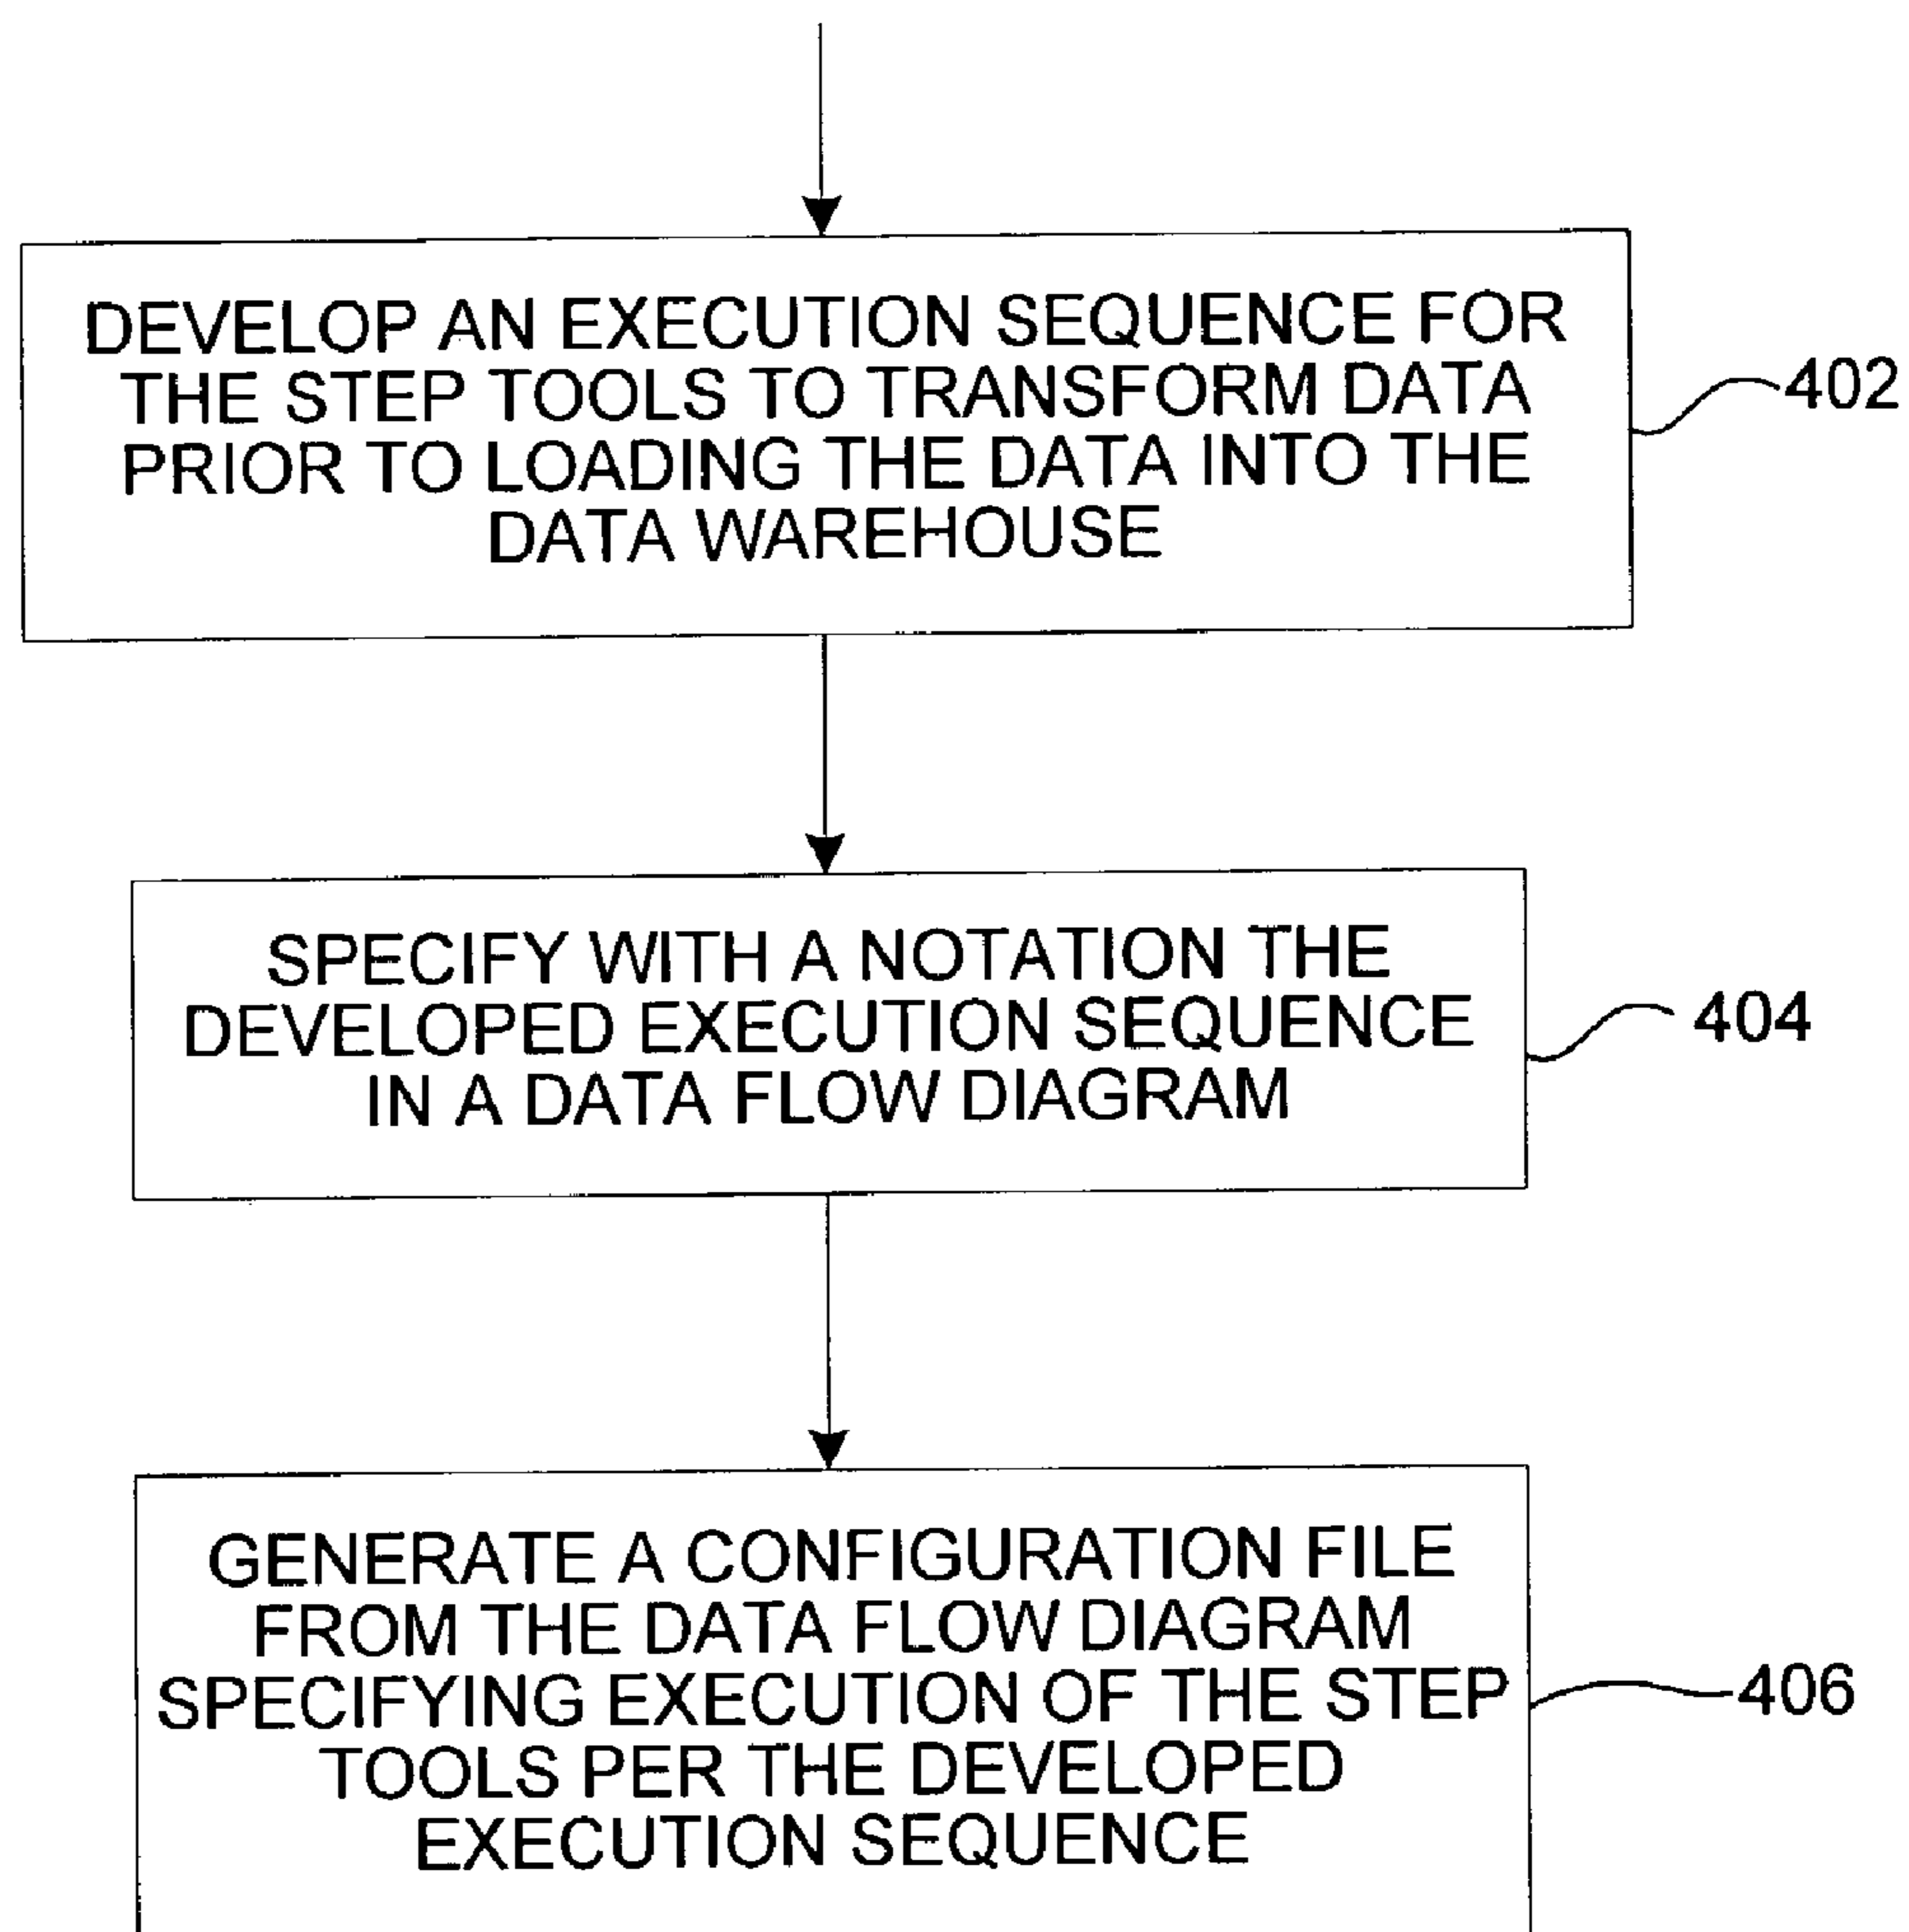 DEVELOP AN EXECUTION SEQUENCE FOR
THE STEP TOOLS TO TRANSFORM DATA
PRIOR TO LOADING THE DATA INTO THE
DATA WAREHOUSE
402
SPECIFY WITH A NOTATION THE
DEVELOPED EXECUTION SEQUENCE
IN A DATA FLOW DIAGRAM
404
GENERATE A CONFIGURATION FILE
FROM THE DATA FLOW DIAGRAM
SPECIFYING EXECUTION OF THE STEP
TOOLS PER THE DEVELOPED
EXECUTION SEQUENCE
406